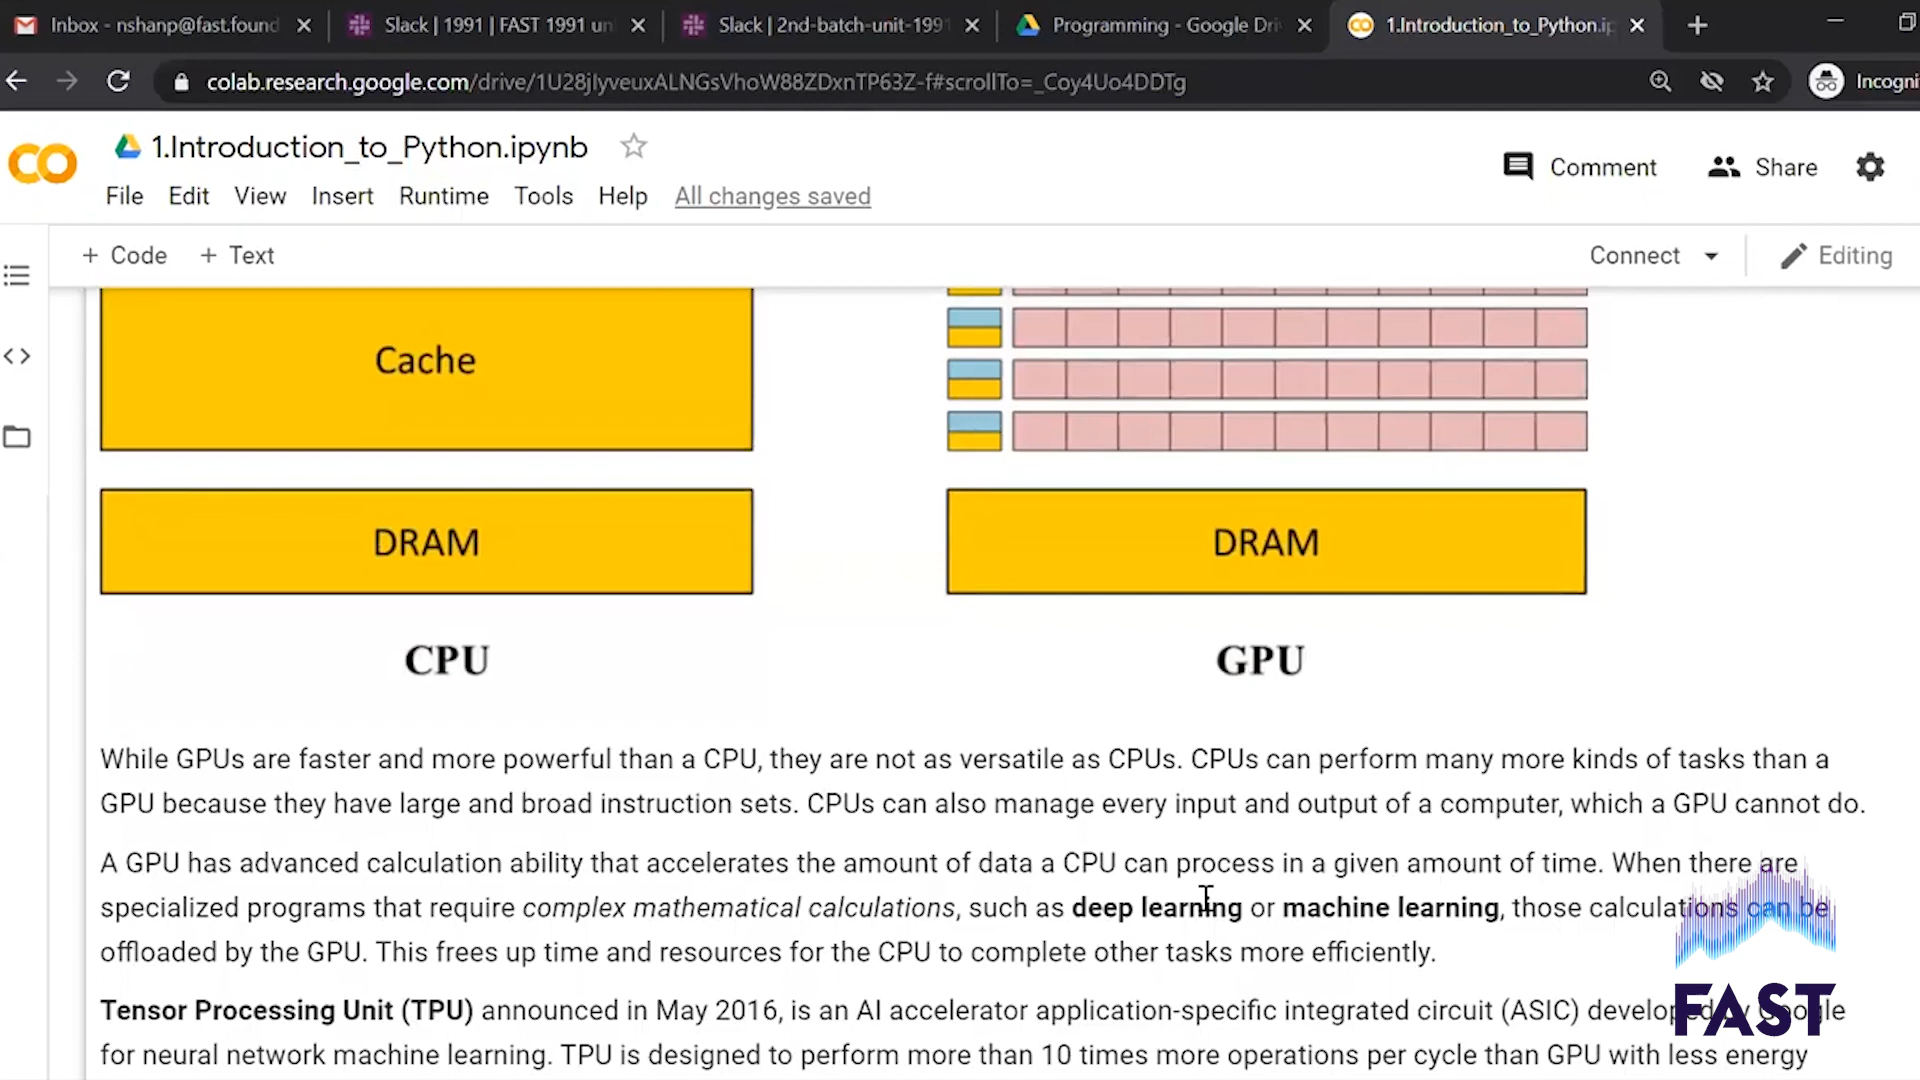 Inbox - nshanp@fast.found
Slack | 1991 | FAST 1991 un
Slack | 2nd-batch-unit-1991
Programming - Google Dri
1.Introduction_to_Python.ip
colab.research.google.com/drive/1U28jIyveuxALNGsVhoW88ZDxnTP63Z-f#scrollTo=_Coy4Uo4DDTg
Incogni
CO
1.Introduction_to_Python.ipynb
Comment
Share
File Edit View Insert Runtime Tools Help All changes saved
+ Code + Text
Connect
Editing
Cache
DRAM
DRAM
CPU
GPU
While GPUs are faster and more powerful than a CPU, they are not as versatile as CPUs. CPUs can perform many more kinds of tasks than a
GPU because they have large and broad instruction sets. CPUs can also manage every input and output of a computer, which a GPU cannot do.
A GPU has advanced calculation ability that accelerates the amount of data a CPU can process in a given amount of time. When there are
specialized programs that require complex mathematical calculations, such as deep learning or machine learning, those calculations can be
offloaded by the GPU. This frees up time and resources for the CPU to complete other tasks more efficiently.
Tensor Processing Unit (TPU) announced in May 2016, is an AI accelerator application-specific integrated circuit (ASIC) developed by Google
for neural network machine learning. TPU is designed to perform more than 10 times more operations per cycle than GPU with less energy
FAST